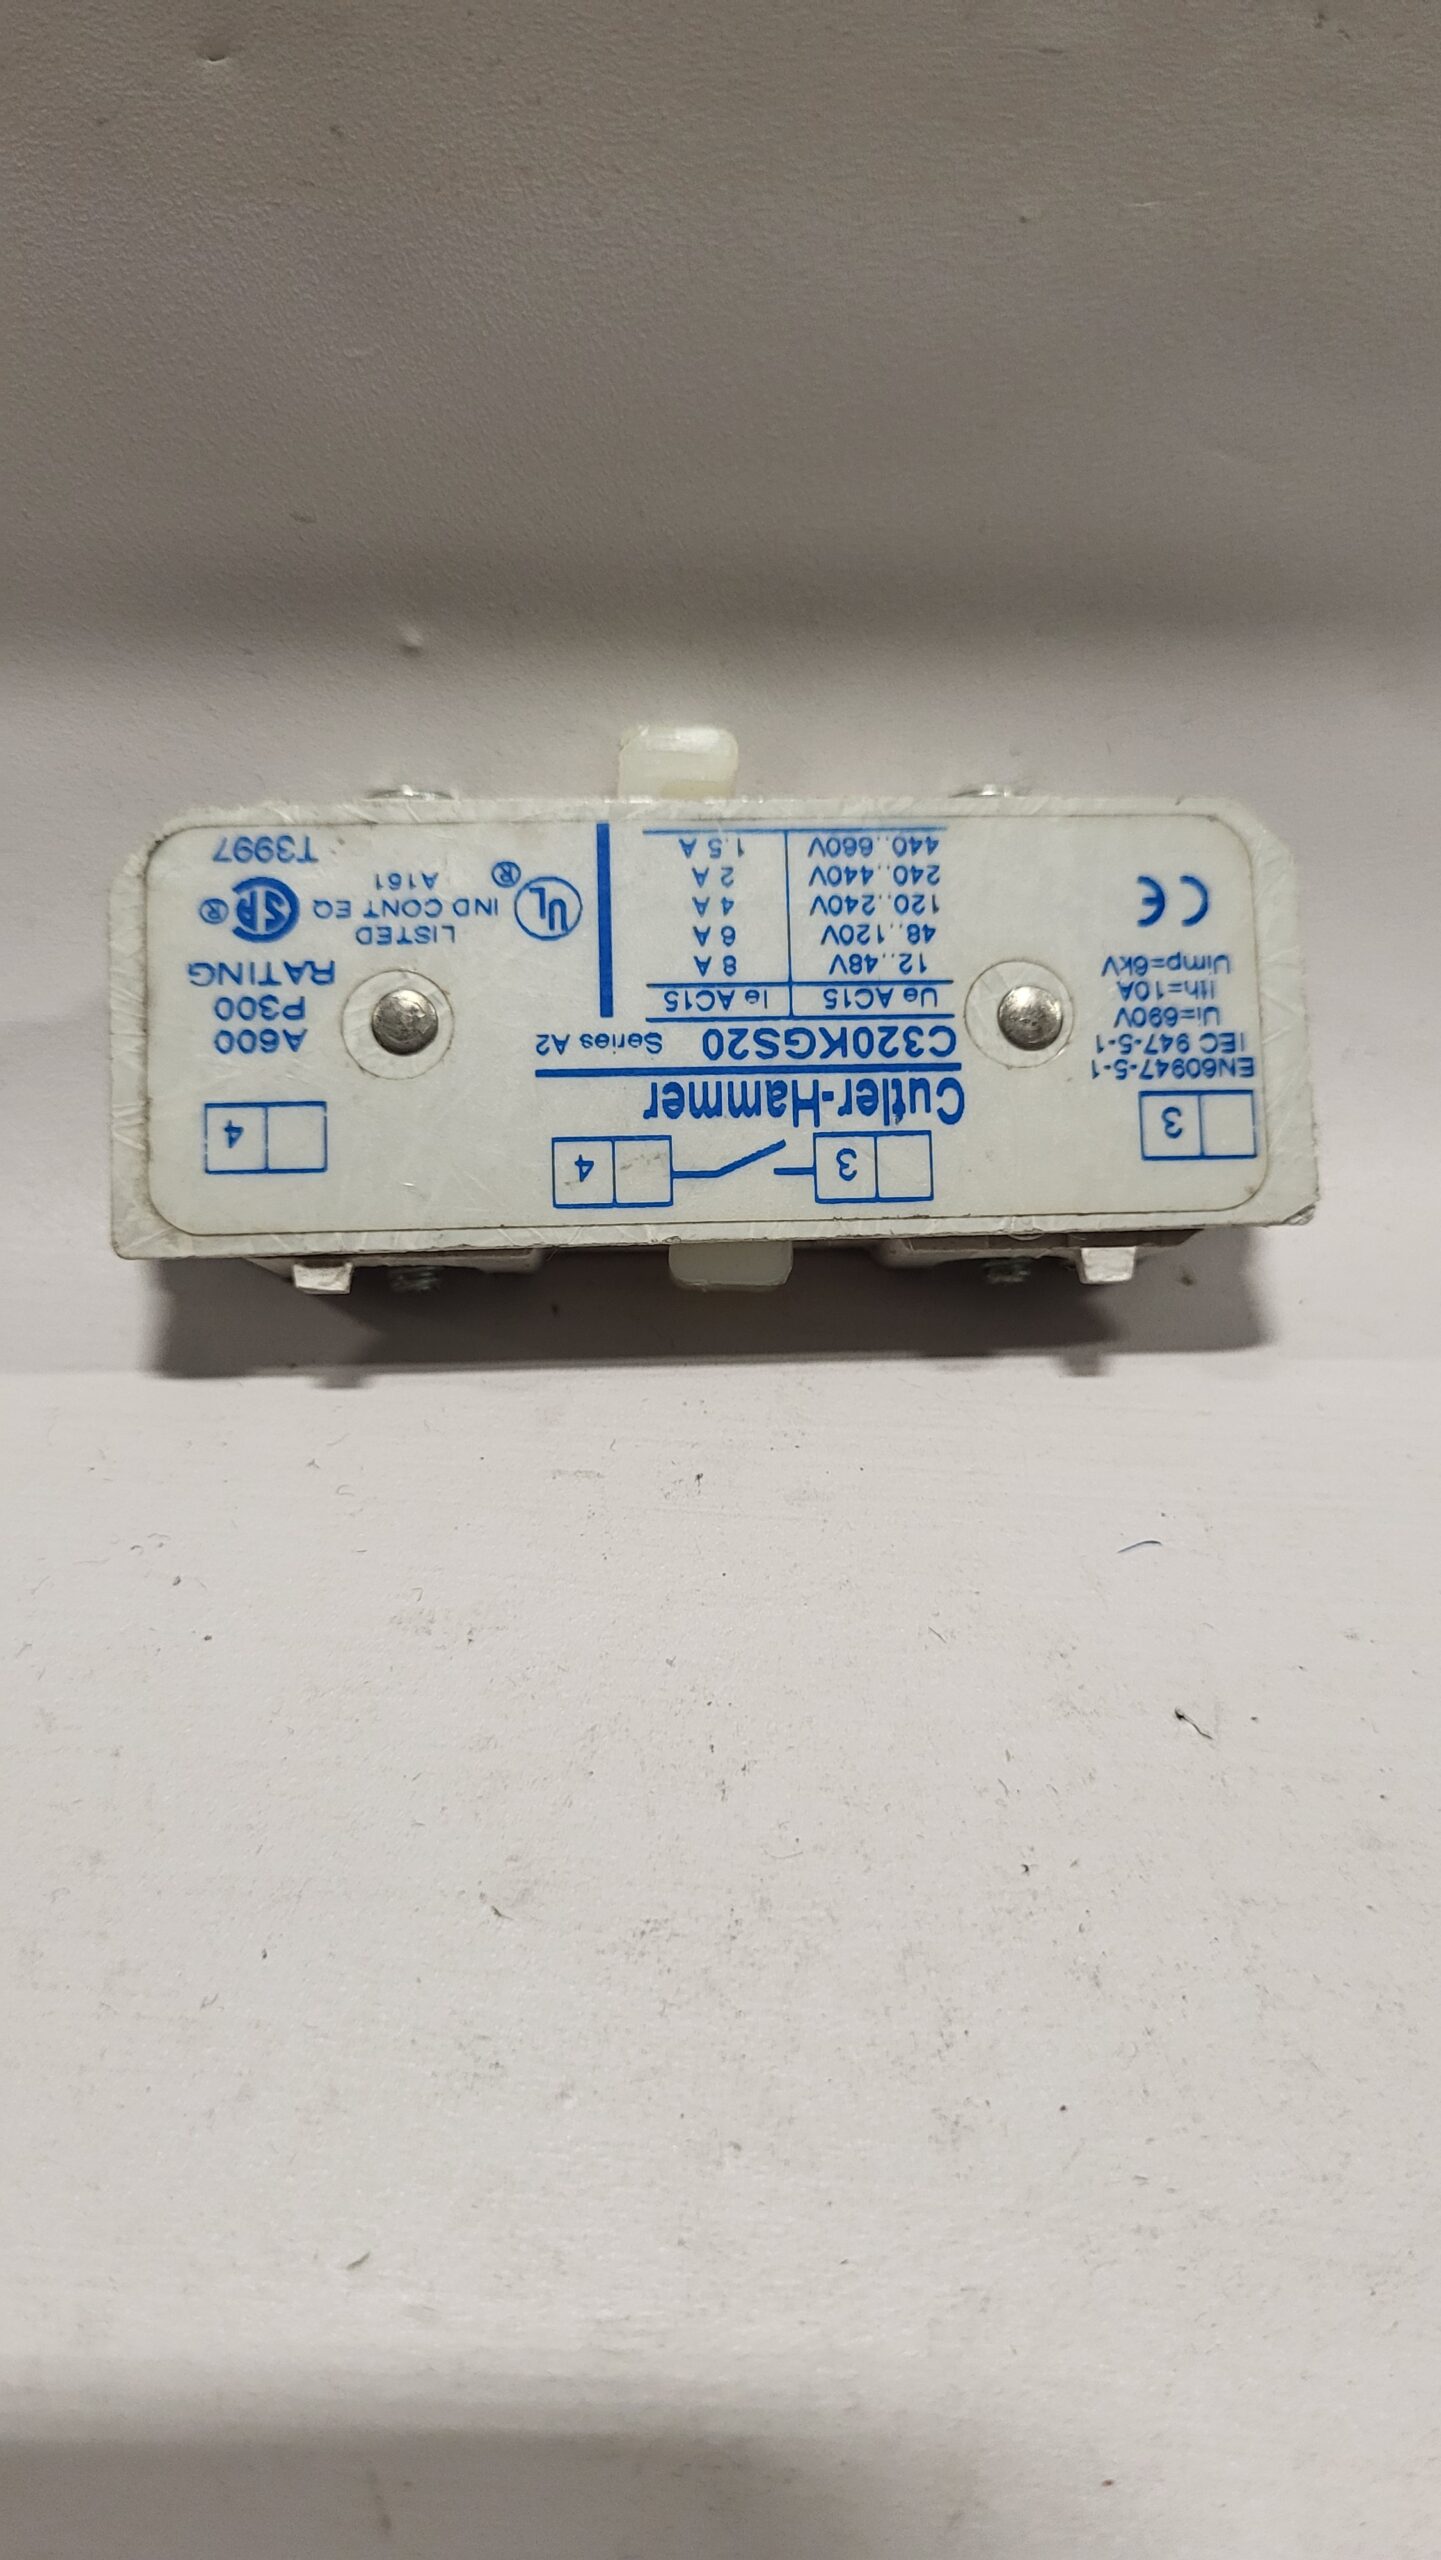 3
3
4
4
Cutler-Hammer
C320KGS20 Series A2
Ue AC15 Ie AC15
12..48V 8 A
48..120V 6 A
120..240V 4 A
240..440V 2 A
440..660V 1.5 A
EN60947-5-1
IEC 947-5-1
Ui=690V
Ith=10A
Uimp=6kV
CE
A600
P300
RATING
UL ®
LISTED
IND CONT EQ
A161
SA ®
T3997